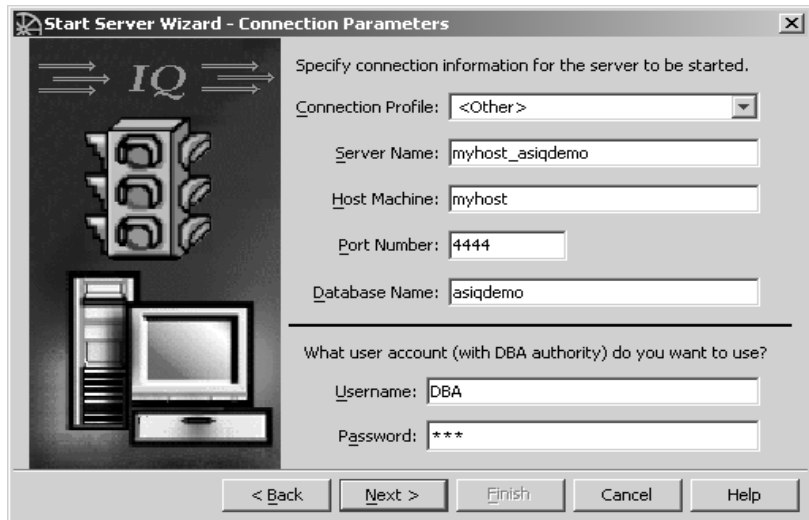 Start Server Wizard - Connection Parameters
IQ
Specify connection information for the server to be started.
Connection Profile: <Other>
Server Name: myhost_asiqdemo
Host Machine: myhost
Port Number: 4444
Database Name: asiqdemo
What user account (with DBA authority) do you want to use?
Username: DBA
Password: ***
< Back Next > Finish Cancel Help